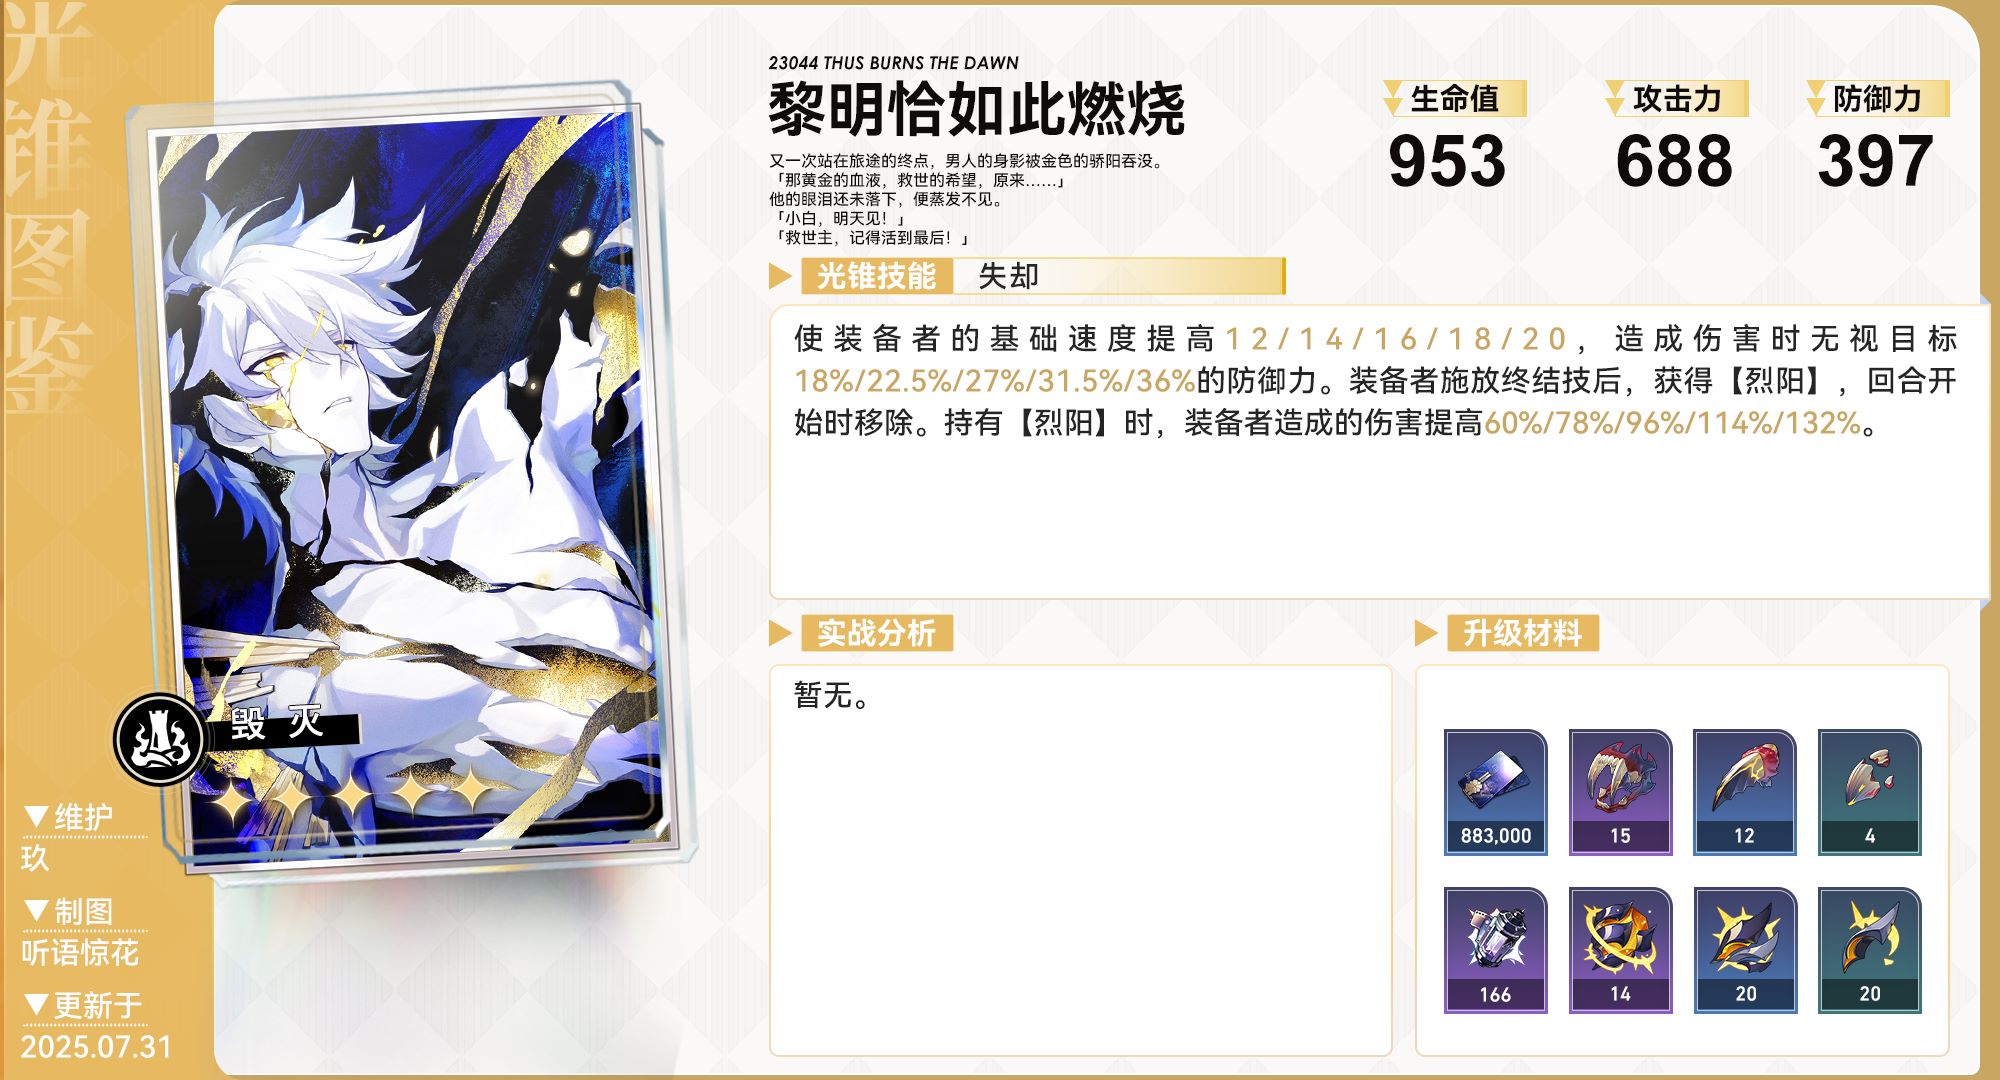 光锥图鉴
23044 THUS BURNS THE DAWN
黎明恰如此燃烧
又一次站在旅途的终点，男人的身影被金色的骄阳吞没。
「那黄金的血液，救世的希望，原来……」
他的眼泪还未落下，便蒸发不见。
「小白，明天见！」
「救世主，记得活到最后！」
生命值
953
攻击力
688
防御力
397
光锥技能 失却
使装备者的基础速度提高12/14/16/18/20，造成伤害时无视目标
18%/22.5%/27%/31.5%/36%的防御力。装备者施放终结技后，获得【烈阳】，回合开
始时移除。持有【烈阳】时，装备者造成的伤害提高60%/78%/96%/114%/132%。
实战分析
暂无。
升级材料
883,000
15
12
4
166
14
20
20
毁灭
▼维护
玖
▼制图
听语惊花
▼更新于
2025.07.31